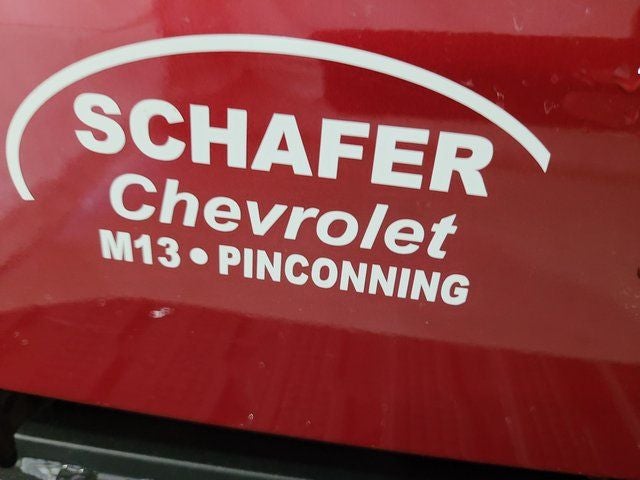 SCHAFER
Chevrolet
M13 • PINCONNING